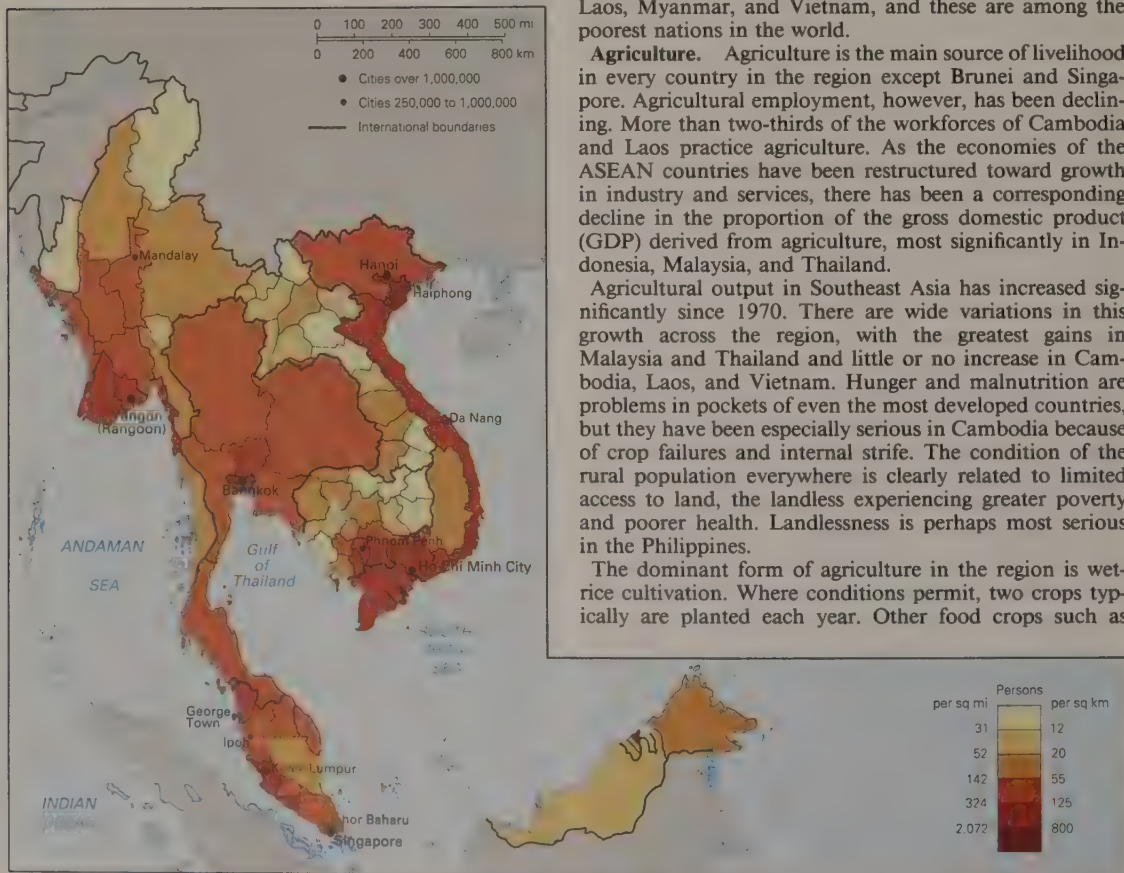 Laos, Myanmar, and Vietnam, and these are among the
poorest nations in the world.
Agriculture. Agriculture is the main source of livelihood
in every country in the region except Brunei and Singa-
pore. Agricultural employment, however, has been declin-
ing. More than two-thirds of the workforces of Cambodia
and Laos practice agriculture. As the economies of the
ASEAN countries have been restructured toward growth
in industry and services, there has been a corresponding
decline in the proportion of the gross domestic product
(GDP) derived from agriculture, most significantly in In-
donesia, Malaysia, and Thailand.
Agricultural output in Southeast Asia has increased sig-
nificantly since 1970. There are wide variations in this
growth across the region, with the greatest gains in
Malaysia and Thailand and little or no increase in Cam-
bodia, Laos, and Vietnam. Hunger and malnutrition are
problems in pockets of even the most developed countries,
but they have been especially serious in Cambodia because
of crop failures and internal strife. The condition of the
rural population everywhere is clearly related to limited
access to land, the landless experiencing greater poverty
and poorer health. Landlessness is perhaps most serious
in the Philippines.
The dominant form of agriculture in the region is wet-
rice cultivation. Where conditions permit, two crops typ-
ically are planted each year. Other food crops such as
0 100 200 300 400 500 mi
0 200 400 600 800 km
Cities over 1,000,000
Cities 250,000 to 1,000,000
International boundaries
Mandalay
Hanoi
Haiphong
(Rangoon)
Da Nang
Bangkok
Phnom Penh
Ho Chi Minh City
ANDAMAN
SEA
Gulf
of
Thailand
George
Town
Ipoh
Lumpur
INDIAN
hor Baharu
Singapore
Persons
per sq mi per sq km
31 12
52 20
142 55
324 125
2,072 800